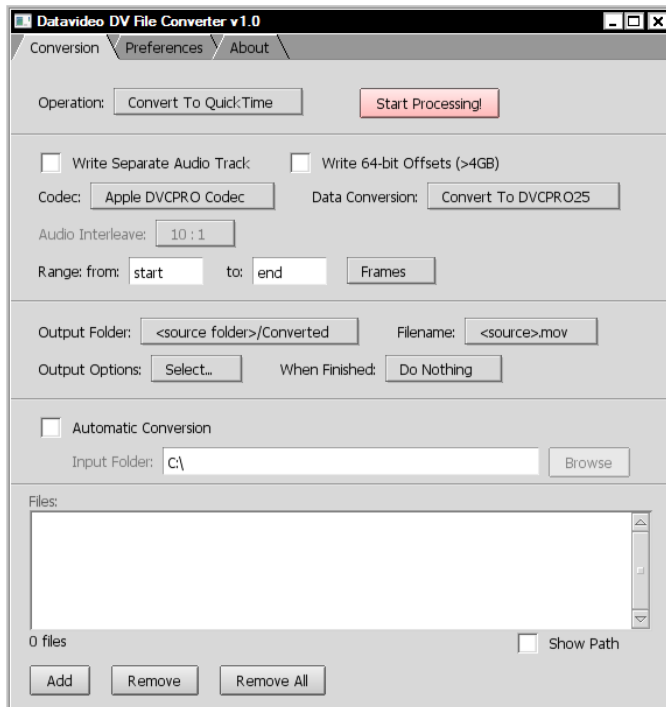 Datavideo DV File Converter v1.0
Conversion Preferences About
Operation: Convert To QuickTime Start Processing!
Write Separate Audio Track Write 64-bit Offsets (>4GB)
Codec: Apple DVCPRO Codec Data Conversion: Convert To DVCPRO25
Audio Interleave: 10 : 1
Range: from: start to: end Frames
Output Folder: <source folder>/Converted Filename: <source>.mov
Output Options: Select... When Finished: Do Nothing
Automatic Conversion
Input Folder: C:\ Browse
Files:
0 files Show Path
Add Remove Remove All